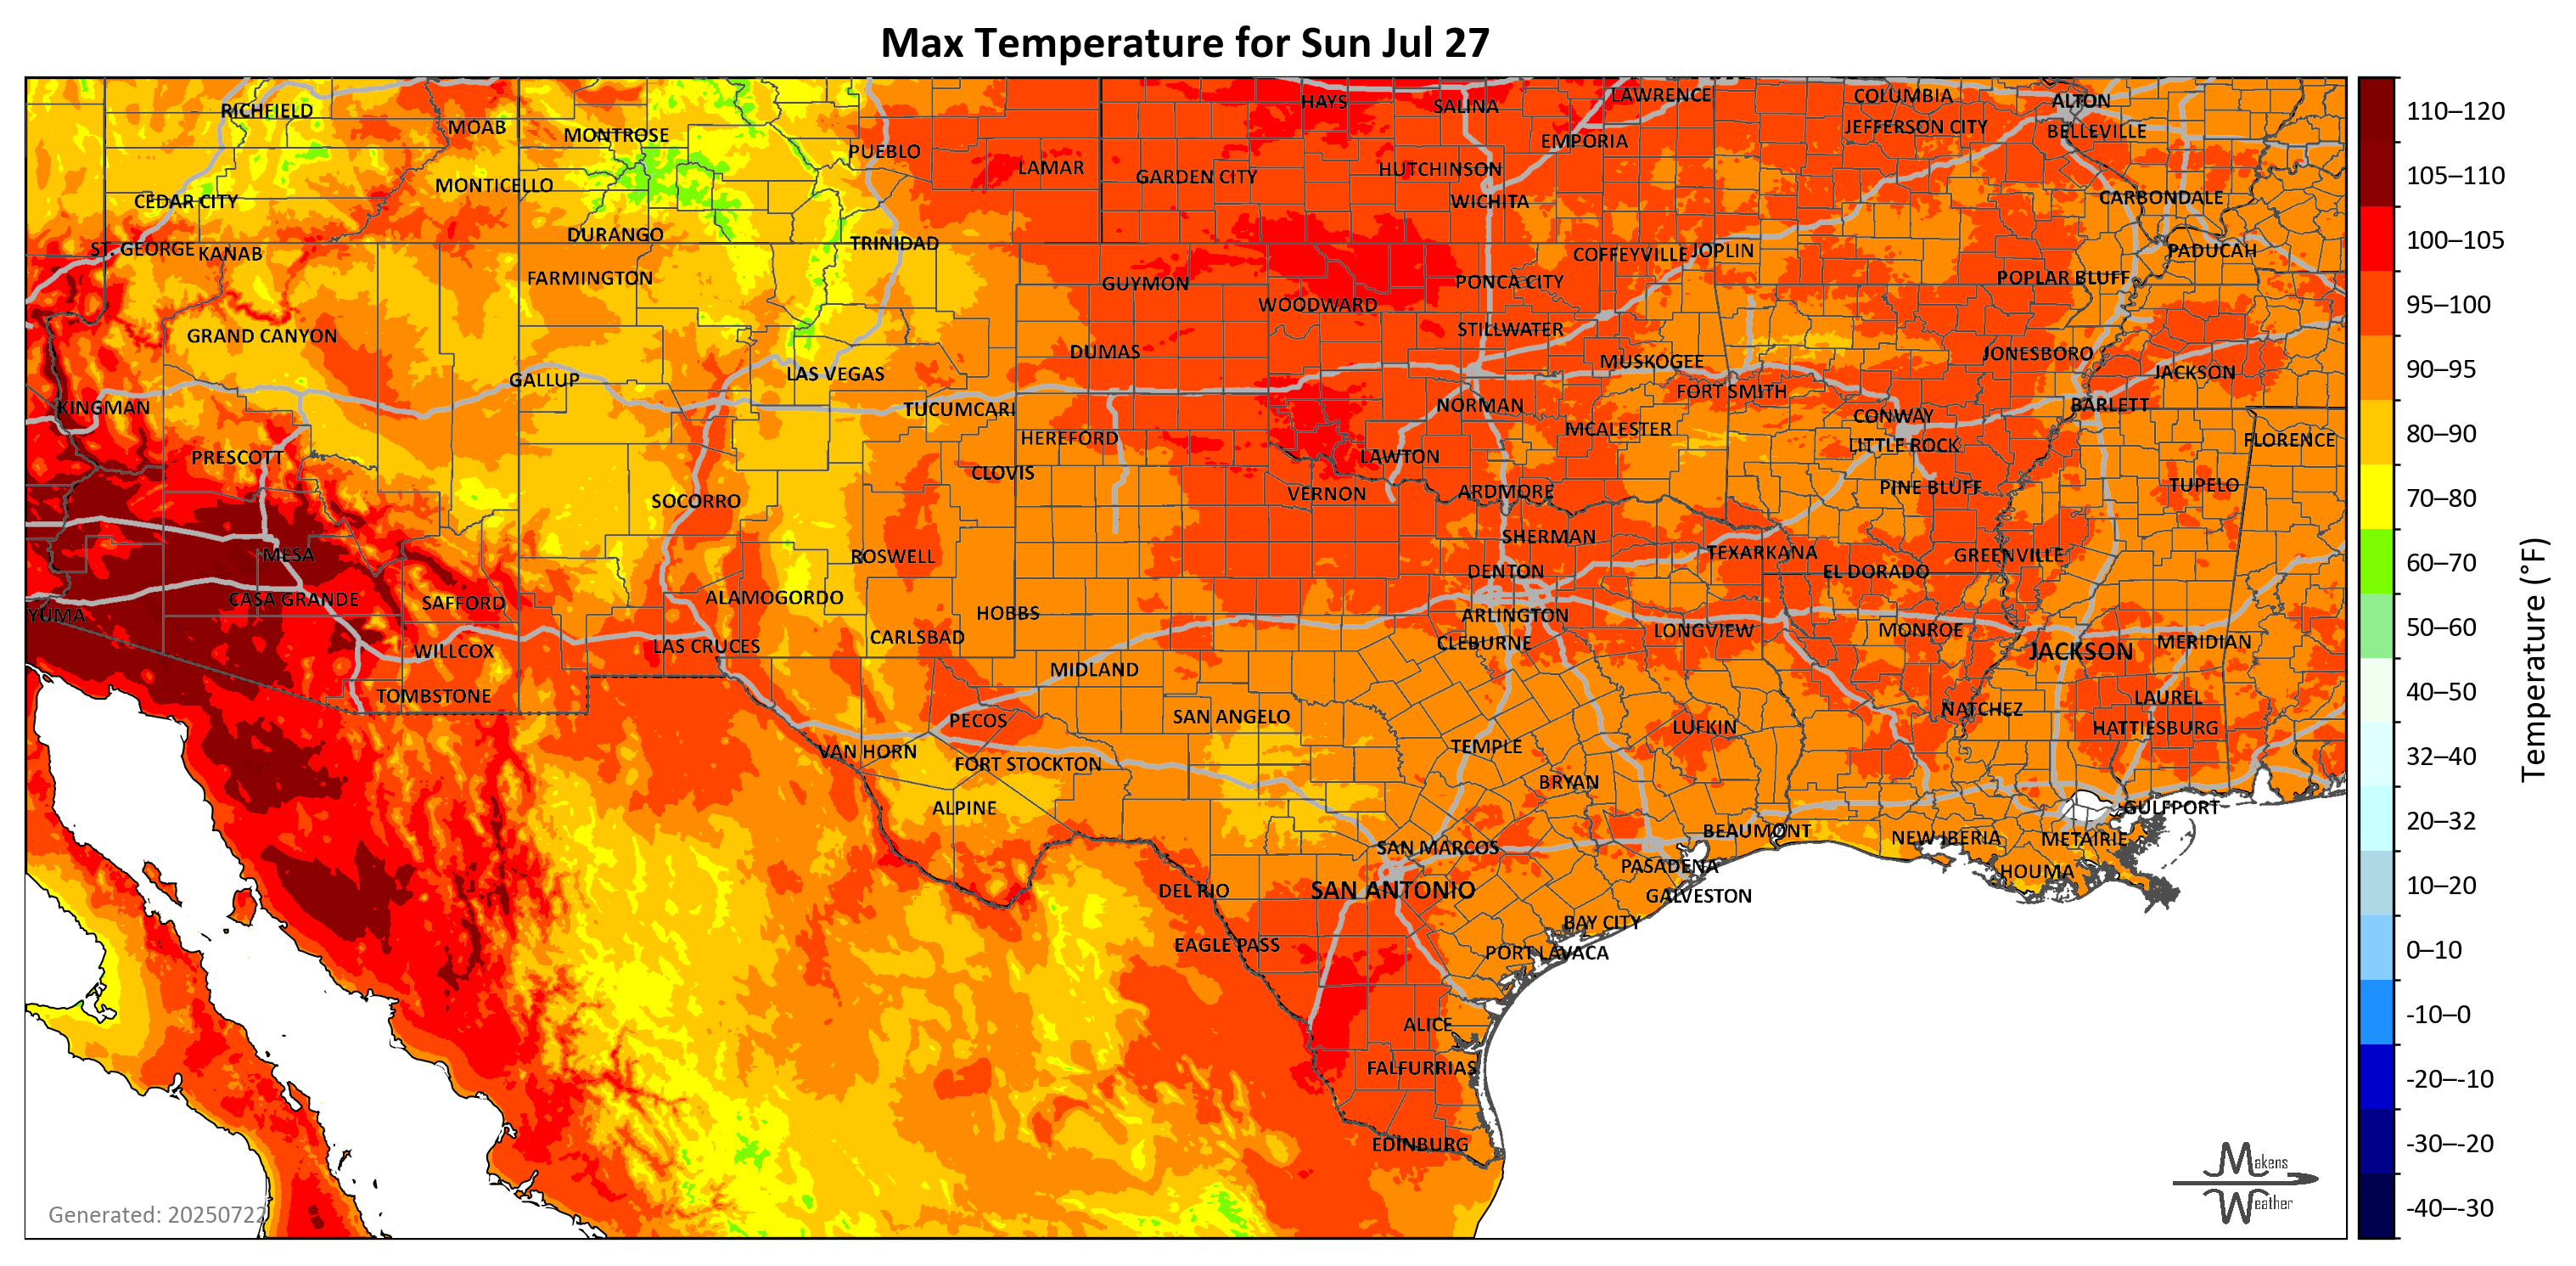 Max Temperature for Sun Jul 27
RICHFIELD
MOAB
MONTROSE
PUEBLO
LAMAR
HAYS
SALINA
LAWRENCE
COLUMBIA
ALTON
EMPORIA
JEFFERSON CITY
BELLEVILLE
MONTICELLO
GARDEN CITY
HUTCHINSON
CEDAR CITY
WICHITA
CARBONDALE
DURANGO
TRINIDAD
ST. GEORGE
KANAB
COFFEYVILLE
JOPLIN
PADUCAH
FARMINGTON
GUYMON
PONCA CITY
POPLAR BLUFF
WOODWARD
GRAND CANYON
STILLWATER
DUMAS
MUSKOGEE
JONESBORO
GALLUP
LAS VEGAS
FORT SMITH
JACKSON
KINGMAN
TUCUMCARI
NORMAN
CONWAY
BARLETT
HEREFORD
MCALESTER
LITTLE ROCK
FLORENCE
PRESCOTT
CLOVIS
LAWTON
SOCORRO
VERNON
ARDMORE
PINE BLUFF
TUPELO
MESA
ROSWELL
SHERMAN
TEXARKANA
GREENVILLE
DENTON
EL DORADO
CASA GRANDE
SAFFORD
ALAMOGORDO
YUMA
HOBBS
ARLINGTON
WILLCOX
LAS CRUCES
CARLSBAD
CLEBURNE
LONGVIEW
MONROE
JACKSON
MERIDIAN
MIDLAND
TOMBSTONE
PECOS
SAN ANGELO
LUFKIN
NATCHEZ
LAUREL
HATTIESBURG
VAN HORN
FORT STOCKTON
TEMPLE
BRYAN
ALPINE
GULFPORT
SAN MARCOS
BEAUMONT
NEW IBERIA
METAIRIE
DEL RIO
SAN ANTONIO
PASADENA
GALVESTON
HOUMA
EAGLE PASS
BAY CITY
PORT LAVACA
ALICE
FALFURRIAS
EDINBURG
Generated: 20250722
Makens
Weather
110–120
105–110
100–105
95–100
90–95
80–90
70–80
60–70
50–60
40–50
32–40
20–32
10–20
0–10
-10–0
-20–-10
-30–-20
-40–-30
Temperature (°F)